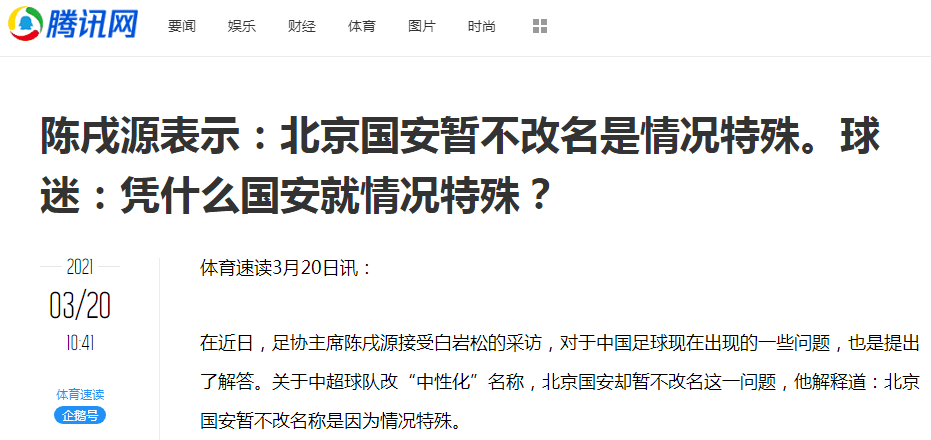 腾讯网 要闻 娱乐 财经 体育 图片 时尚
陈戌源表示：北京国安暂不改名是情况特殊。球
迷：凭什么国安就情况特殊？
2021
03/20
10:41
体育速读
企鹅号
体育速读3月20日讯：
在近日，足协主席陈戌源接受白岩松的采访，对于中国足球现在出现的一些问题，也是提出
了解答。关于中超球队改“中性化”名称，北京国安却暂不改名这一问题，他解释道：北京
国安暂不改名称是因为情况特殊。